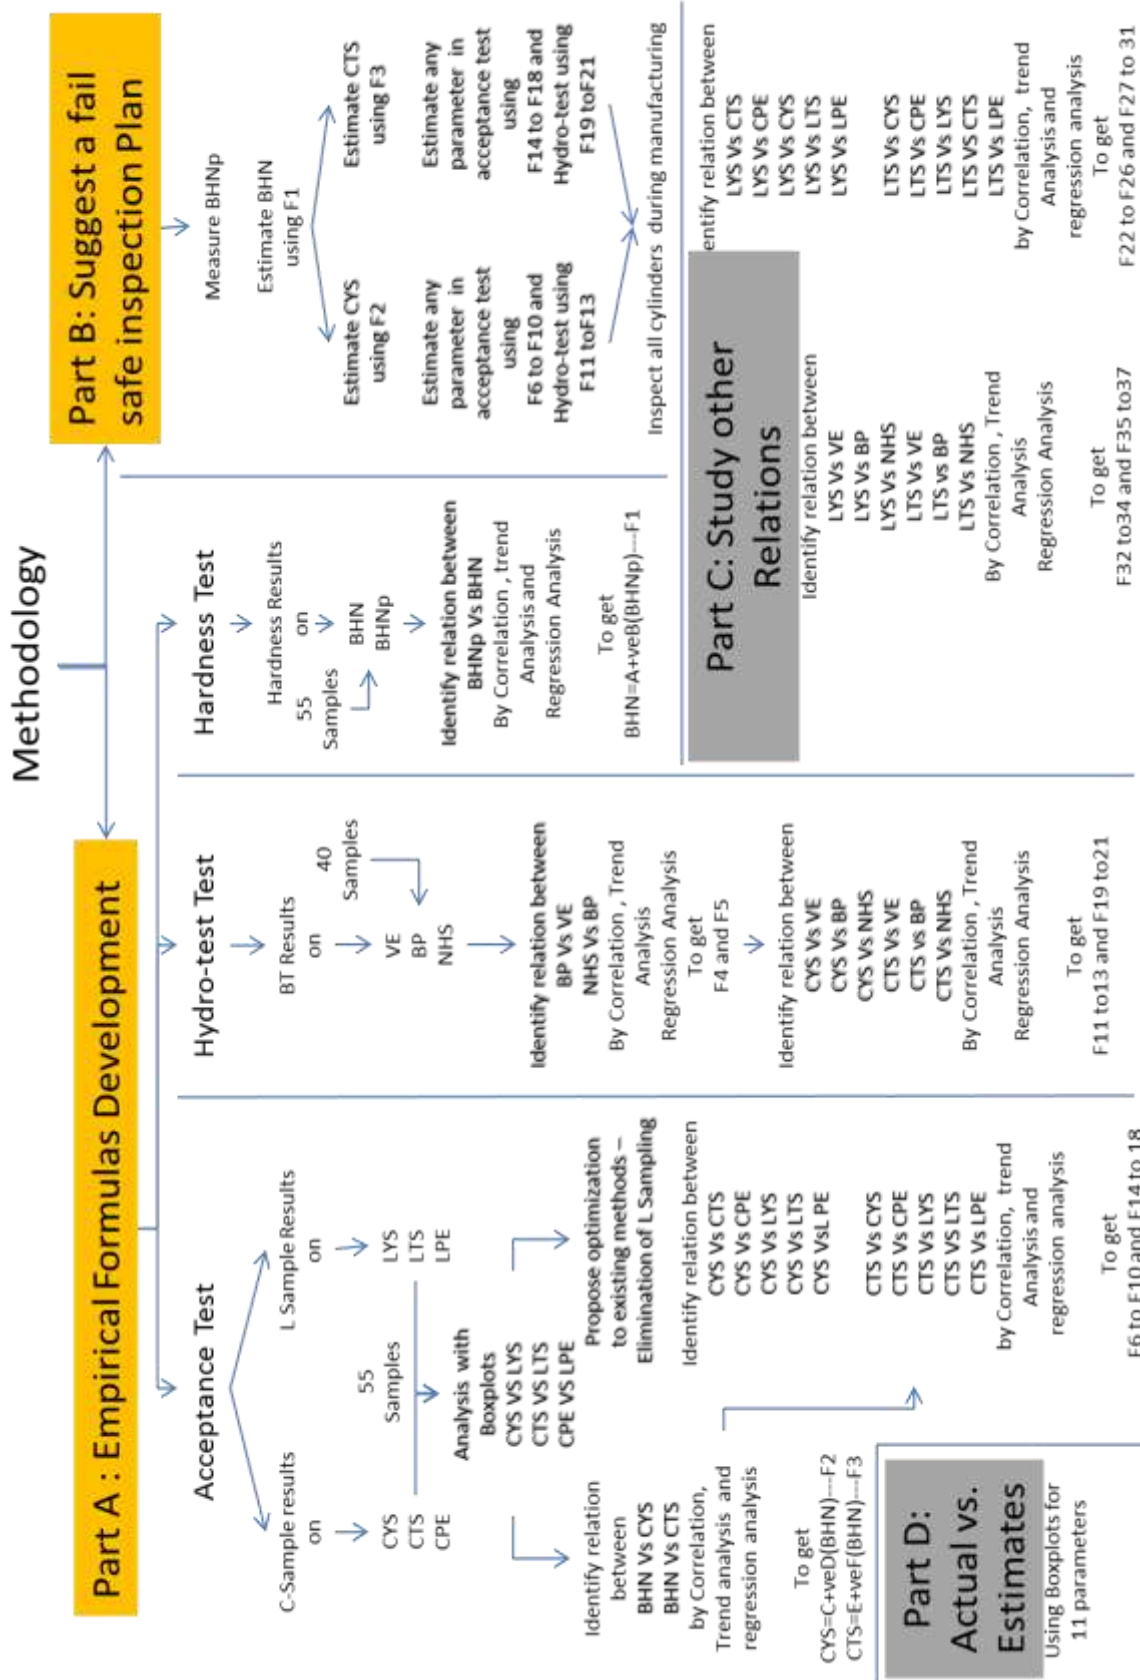 Methodology
Part A : Empirical Formulas Development
Acceptance Test
C-Sample results
on
CYS
CTS
CPE
L Sample Results
on
LYS
LTS
LPE
55
Samples
Analysis with
Boxplots
CYS VS LYS
CTS VS LTS
CPE VS LPE
Identify relation
between
BHN Vs CYS
BHN Vs CTS
by Correlation,
Trend analysis and
regression analysis
To get
CYS=C+veD(BHN)---F2
CTS=E+veF(BHN)---F3
Propose optimization
to existing methods –
Elimination of L Sampling
Identify relation between
CYS Vs CTS
CYS Vs CPE
CYS Vs LYS
CYS Vs LTS
CYS VsL PE
CTS Vs CYS
CTS Vs CPE
CTS Vs LYS
CTS Vs LTS
CTS Vs LPE
by Correlation, trend
Analysis and
regression analysis
To get
F6 to F10 and F14 to 18
Hydro-test Test
BT Results
on
VE
BP
NHS
40
Samples
Identify relation between
BP Vs VE
NHS Vs BP
By Correlation , Trend
Analysis
Regression Analysis
To get
F4 and F5
Identify relation between
CYS Vs VE
CYS Vs BP
CYS Vs NHS
CTS Vs VE
CTS vs BP
CTS Vs NHS
By Correlation , Trend
Analysis
Regression Analysis
To get
F11 to13 and F19 to21
Hardness Test
Hardness Results
on
55
Samples
BHN
BHNp
Identify relation between
BHNp Vs BHN
By Correlation , trend
Analysis and
Regression Analysis
To get
BHN=A+veB(BHNp)---F1
Part B: Suggest a fail
safe inspection Plan
Measure BHNp
Estimate BHN
using F1
Estimate CYS
using F2
Estimate any
parameter in
acceptance test
using
F6 to F10 and
Hydro-test using
F11 toF13
Estimate CTS
using F3
Estimate any
parameter in
acceptance test
using
F14 to F18 and
Hydro-test using
F19 toF21
Inspect all cylinders during manufacturing
Part C: Study other
Relations
Identify relation between
LYS Vs VE
LYS Vs BP
LYS Vs NHS
LTS Vs VE
LTS vs BP
LTS Vs NHS
By Correlation , Trend
Analysis
Regression Analysis
To get
F32 to34 and F35 to37
entify relation between
LYS Vs CTS
LYS Vs CPE
LYS Vs CYS
LYS Vs LTS
LYS Vs LPE
LTS Vs CYS
LTS Vs CPE
LTS Vs LYS
LTS VS CTS
LTS Vs LPE
by Correlation, trend
Analysis and
regression analysis
To get
F22 to F26 and F27 to 31
Part D:
Actual vs.
Estimates
Using Boxplots for
11 parameters